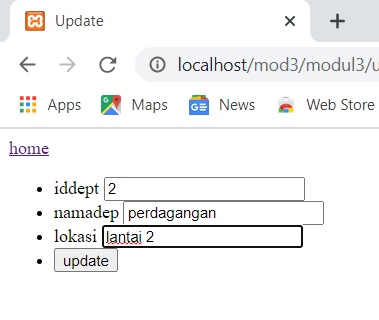 Update
localhost/mod3/modul3/u
Apps Maps News Web Store
home
iddept 2
namadep perdagangan
lokasi lantai 2
update